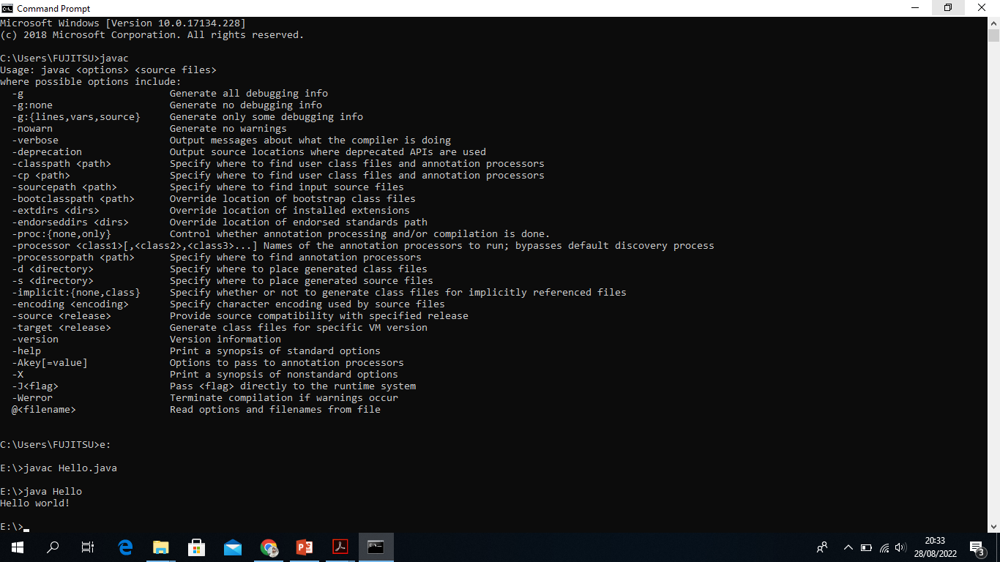 Command Prompt
Microsoft Windows [Version 10.0.17134.228]
(c) 2018 Microsoft Corporation. All rights reserved.
C:\Users\FUJITSU>javac
Usage: javac <options> <source files>
where possible options include:
  -g                         Generate all debugging info
  -g:none                    Generate no debugging info
  -g:{lines,vars,source}     Generate only some debugging info
  -nowarn                    Generate no warnings
  -verbose                   Output messages about what the compiler is doing
  -deprecation               Output source locations where deprecated APIs are used
  -classpath <path>          Specify where to find user class files and annotation processors
  -cp <path>                 Specify where to find user class files and annotation processors
  -sourcepath <path>         Specify where to find input source files
  -bootclasspath <path>      Override location of bootstrap class files
  -extdirs <dirs>            Override location of installed extensions
  -endorseddirs <dirs>       Override location of endorsed standards path
  -proc:{none,only}          Control whether annotation processing and/or compilation is done.
  -processor <class1>[,<class2>,<class3>...] Names of the annotation processors to run; bypasses default discovery process
  -processorpath <path>      Specify where to find annotation processors
  -d <directory>             Specify where to place generated class files
  -s <directory>             Specify where to place generated source files
  -implicit:{none,class}     Specify whether or not to generate class files for implicitly referenced files
  -encoding <encoding>       Specify character encoding used by source files
  -source <release>          Provide source compatibility with specified release
  -target <release>          Generate class files for specific VM version
  -version                   Version information
  -help                      Print a synopsis of standard options
  -Akey[=value]              Options to pass to annotation processors
  -X                         Print a synopsis of nonstandard options
  -J<flag>                   Pass <flag> directly to the runtime system
  -Werror                    Terminate compilation if warnings occur
  @<filename>                Read options and filenames from file
C:\Users\FUJITSU>e:
E:\>javac Hello.java
E:\>java Hello
Hello world!
E:\>
20:33
28/08/2022
3